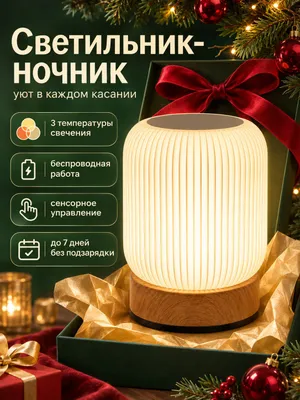 Светильник-
ночник
уют в каждом касании
3 температуры
свечения
беспроводная
работа
сенсорное
управление
до 7 дней
без подзарядки